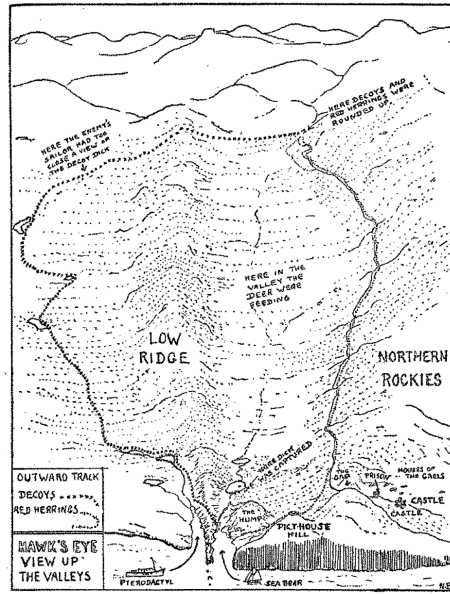 HERE DECOYS AND
RED HERRINGS WERE
ROUNDED UP
HERE THE ENEMY'S
SAILOR HAD TOO
CLOSE A VIEW OF
THE DECOY DICK
HERE IN THE
VALLEY THE
DEER WERE
FEEDING
LOW
RIDGE
NORTHERN
ROCKIES
WHERE DICK
WAS CAPTURED
THE
GAP
PRISON
HOUSES OF
THE GAELS
CASTLE
CASTLE
THE
HUMP
PICT-HOUSE
HILL
OUTWARD TRACK
DECOYS
RED HERRINGS
HAWK'S EYE
VIEW UP
THE VALLEYS
PTERODACTYL
SEA BEAR